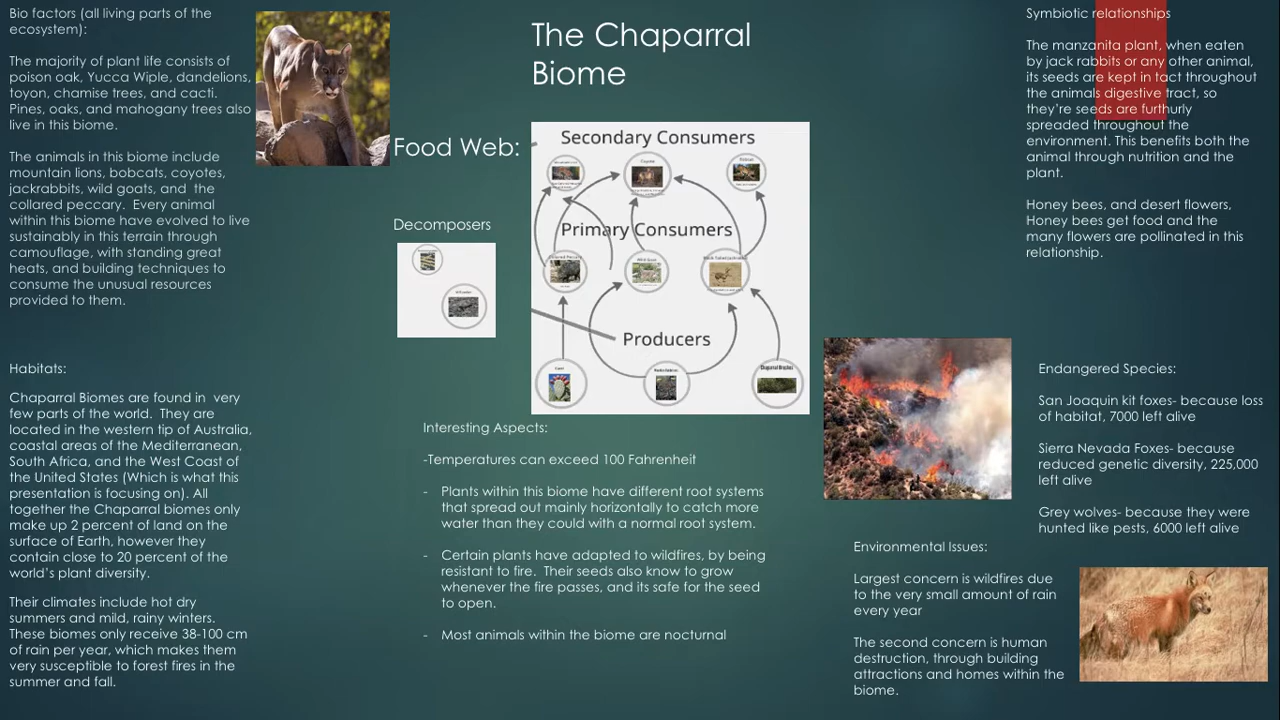 Bio factors (all living parts of the
ecosystem):
The majority of plant life consists of
poison oak, Yucca Wiple, dandelions,
toyon, chamise trees, and cacti.
Pines, oaks, and mahogany trees also
live in this biome.
The animals in this biome include
mountain lions, bobcats, coyotes,
jackrabbits, wild goats, and the
collared peccary. Every animal
within this biome have evolved to live
sustainably in this terrain through
camouflage, with standing great
heats, and building techniques to
consume the unusual resources
provided to them.
Habitats:
Chaparral Biomes are found in very
few parts of the world. They are
located in the western tip of Australia,
coastal areas of the Mediterranean,
South Africa, and the West Coast of
the United States (Which is what this
presentation is focusing on). All
together the Chaparral biomes only
make up 2 percent of land on the
surface of Earth, however they
contain close to 20 percent of the
world's plant diversity.
Their climates include hot dry
summers and mild, rainy winters.
These biomes only receive 38-100 cm
of rain per year, which makes them
very susceptible to forest fires in the
summer and fall.
The Chaparral
Biome
Food Web:
Decomposers
Secondary Consumers
Primary Consumers
Producers
Chaparral Broches
Interesting Aspects:
-Temperatures can exceed 100 Fahrenheit
- Plants within this biome have different root systems
that spread out mainly horizontally to catch more
water than they could with a normal root system.
- Certain plants have adapted to wildfires, by being
resistant to fire. Their seeds also know to grow
whenever the fire passes, and its safe for the seed
to open.
- Most animals within the biome are nocturnal
Symbiotic relationships
The manzanita plant, when eaten
by jack rabbits or any other animal,
its seeds are kept in tact throughout
the animals digestive tract, so
they're seeds are furthurly
spreaded throughout the
environment. This benefits both the
animal through nutrition and the
plant.
Honey bees, and desert flowers,
Honey bees get food and the
many flowers are pollinated in this
relationship.
Endangered Species:
San Joaquin kit foxes- because loss
of habitat, 7000 left alive
Sierra Nevada Foxes- because
reduced genetic diversity, 225,000
left alive
Grey wolves- because they were
hunted like pests, 6000 left alive
Environmental Issues:
Largest concern is wildfires due
to the very small amount of rain
every year
The second concern is human
destruction, through building
attractions and homes within the
biome.